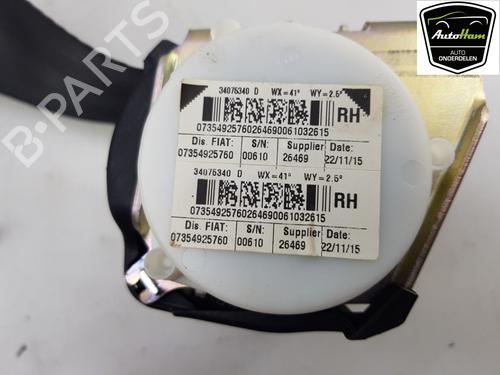 AutoHam
AUTO
ONDERDELEN
34075340 D WX=41° WY=2.5°
RH
07354925760264690061032615
Dis. FIAT: S/N: Supplier Date:
07354925760 00610 26469 22/11/15
34075340 D WX=41° WY=2.5°
RH
07354925760264690061032615
Dis. FIAT: S/N: Supplier Date:
07354925760 00610 26469 22/11/15
B-PARTS